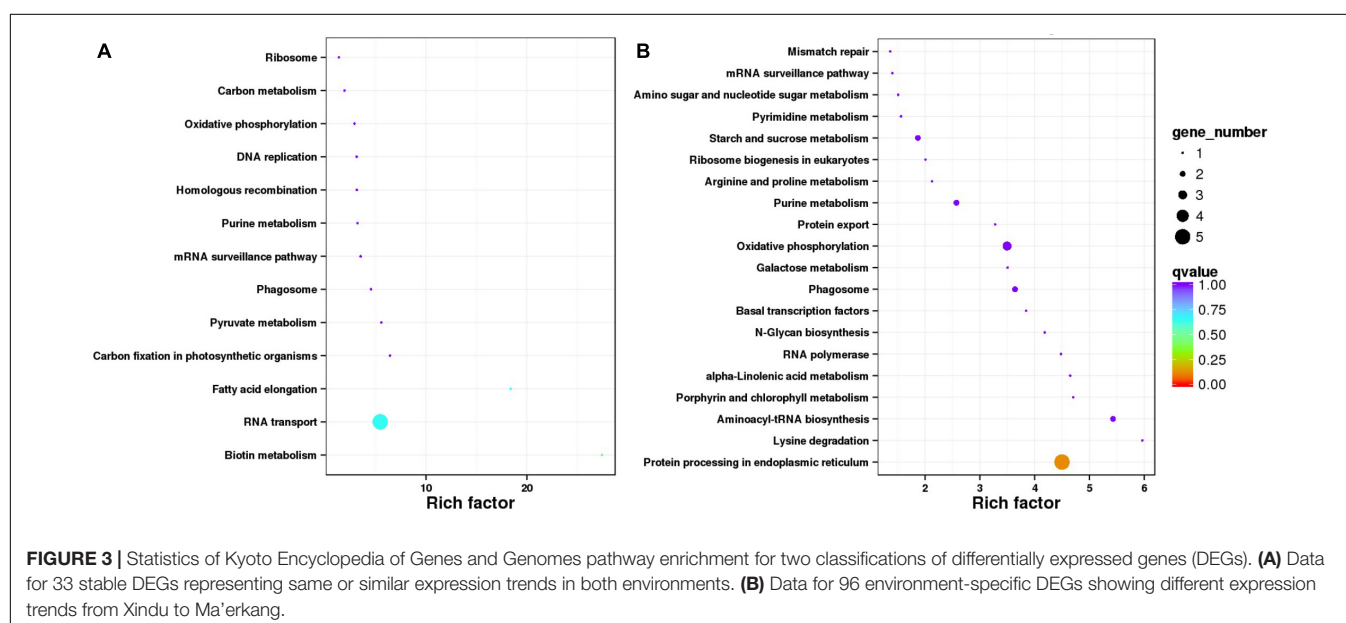 A
Ribosome
Carbon metabolism
Oxidative phosphorylation
DNA replication
Homologous recombination
Purine metabolism
mRNA surveillance pathway
Phagosome
Pyruvate metabolism
Carbon fixation in photosynthetic organisms
Fatty acid elongation
RNA transport
Biotin metabolism
10 20
Rich factor
B
Mismatch repair
mRNA surveillance pathway
Amino sugar and nucleotide sugar metabolism
Pyrimidine metabolism
Starch and sucrose metabolism
Ribosome biogenesis in eukaryotes
Arginine and proline metabolism
Purine metabolism
Protein export
Oxidative phosphorylation
Galactose metabolism
Phagosome
Basal transcription factors
N-Glycan biosynthesis
RNA polymerase
alpha-Linolenic acid metabolism
Porphyrin and chlorophyll metabolism
Aminoacyl-tRNA biosynthesis
Lysine degradation
Protein processing in endoplasmic reticulum
2 3 4 5 6
Rich factor
gene_number
1
2
3
4
5
qvalue
1.00
0.75
0.50
0.25
0.00
FIGURE 3 | Statistics of Kyoto Encyclopedia of Genes and Genomes pathway enrichment for two classifications of differentially expressed genes (DEGs). (A) Data
for 33 stable DEGs representing same or similar expression trends in both environments. (B) Data for 96 environment-specific DEGs showing different expression
trends from Xindu to Ma'erkang.